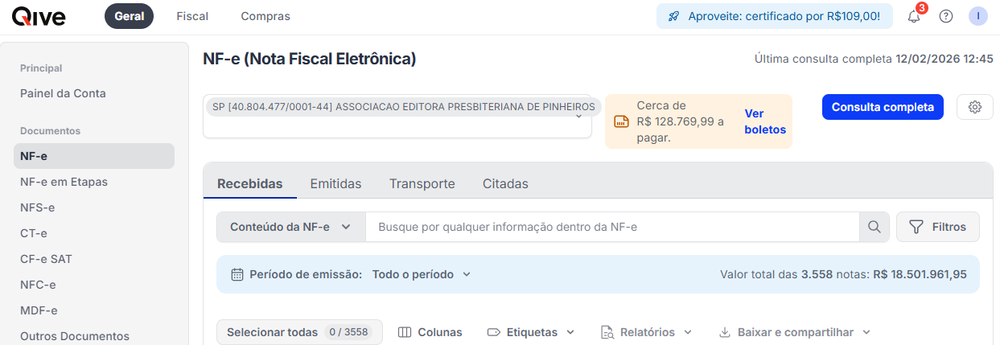 Qive
Geral
Fiscal
Compras
Aproveite: certificado por R$109,00!
3
I
Principal
Painel da Conta
Documentos
NF-e
NF-e em Etapas
NFS-e
CT-e
CF-e SAT
NFC-e
MDF-e
Outros Documentos
NF-e (Nota Fiscal Eletrônica)
Última consulta completa 12/02/2026 12:45
SP [40.804.477/0001-44] ASSOCIACAO EDITORA PRESBITERIANA DE PINHEIROS
Cerca de
R$ 128.769,99 a
pagar.
Ver
boletos
Consulta completa
Recebidas
Emitidas
Transporte
Citadas
Conteúdo da NF-e
Busque por qualquer informação dentro da NF-e
Filtros
Período de emissão: Todo o período
Valor total das 3.558 notas: R$ 18.501.961,95
Selecionar todas 0 / 3558
Colunas
Etiquetas
Relatórios
Baixar e compartilhar